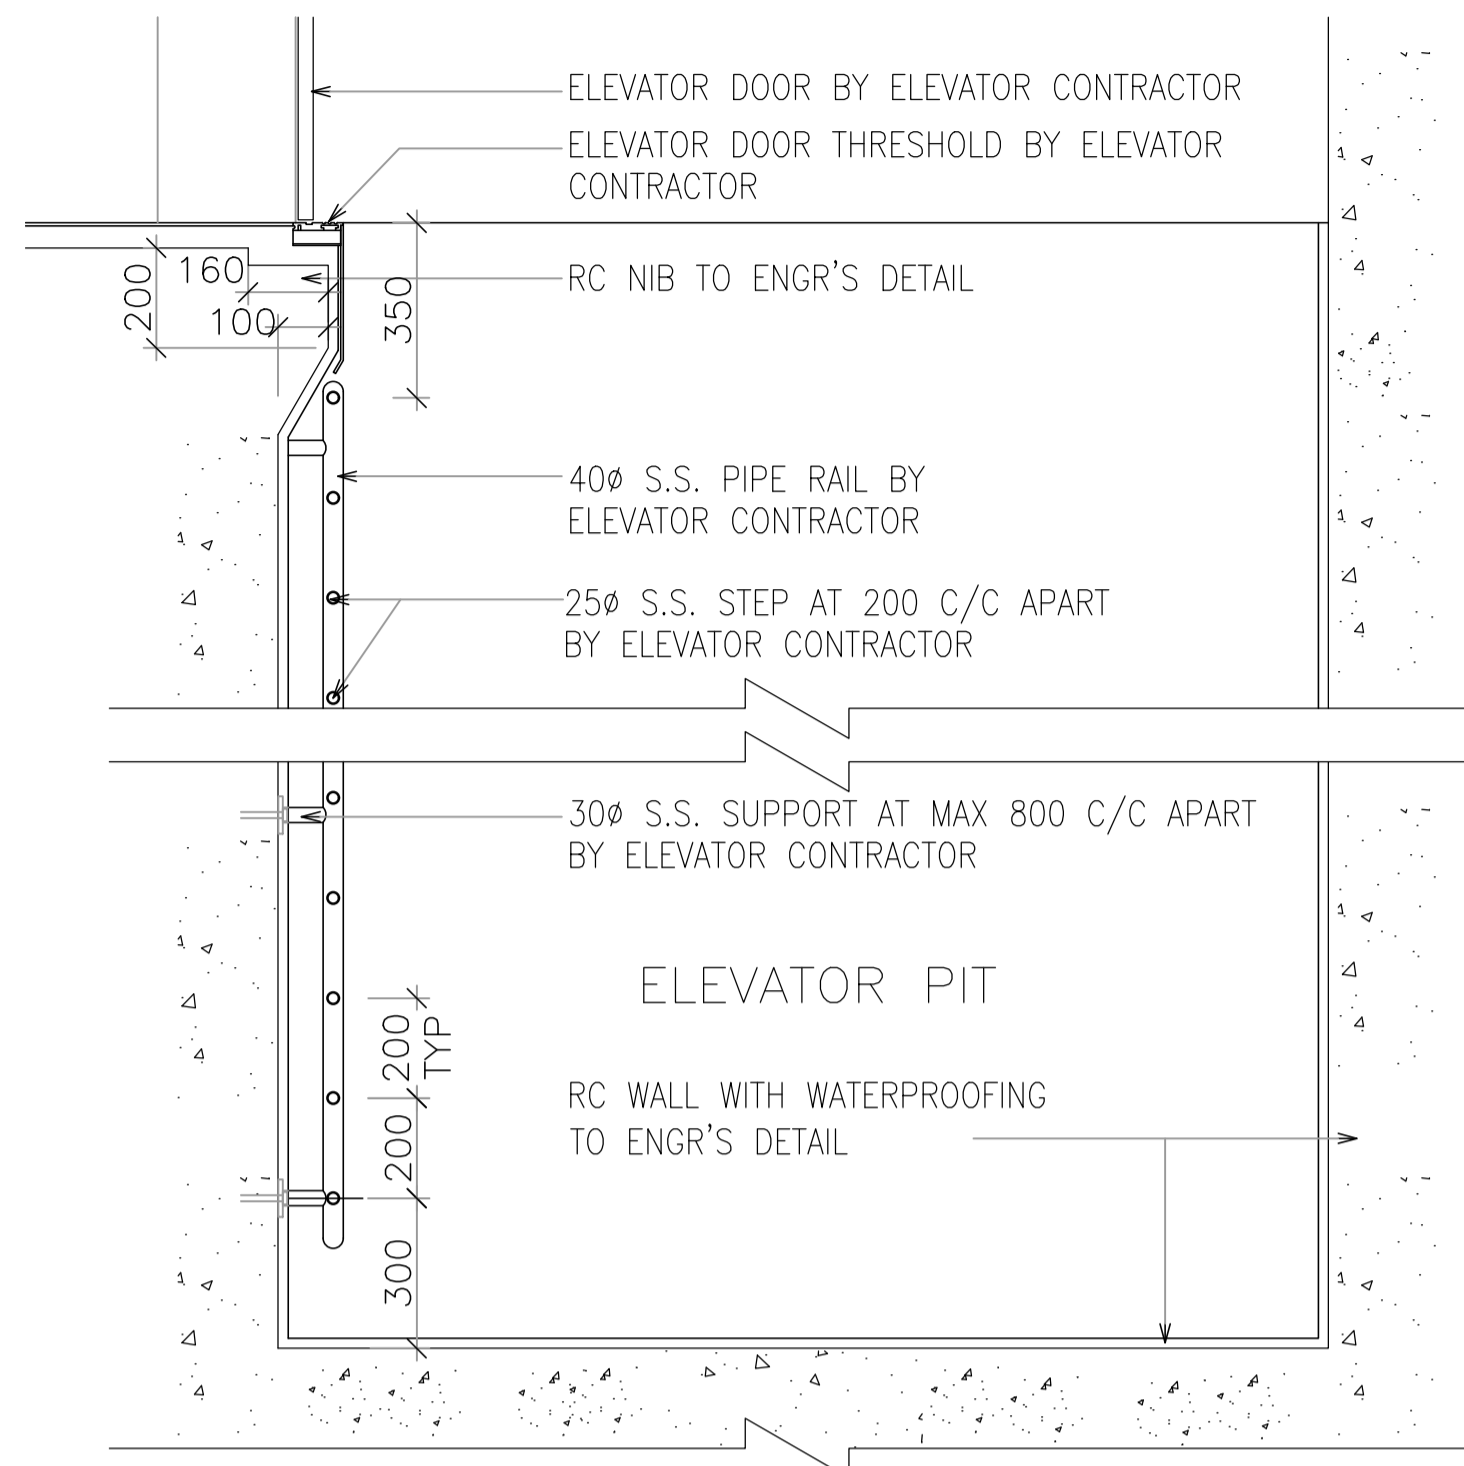 ELEVATOR DOOR BY ELEVATOR CONTRACTOR
ELEVATOR DOOR THRESHOLD BY ELEVATOR
CONTRACTOR
160
RC NIB TO ENGR'S DETAIL
200
350
100
40ø S.S. PIPE RAIL BY
ELEVATOR CONTRACTOR
25ø S.S. STEP AT 200 C/C APART
BY ELEVATOR CONTRACTOR
30ø S.S. SUPPORT AT MAX 800 C/C APART
BY ELEVATOR CONTRACTOR
ELEVATOR PIT
200
TYP
RC WALL WITH WATERPROOFING
TO ENGR'S DETAIL
200
300